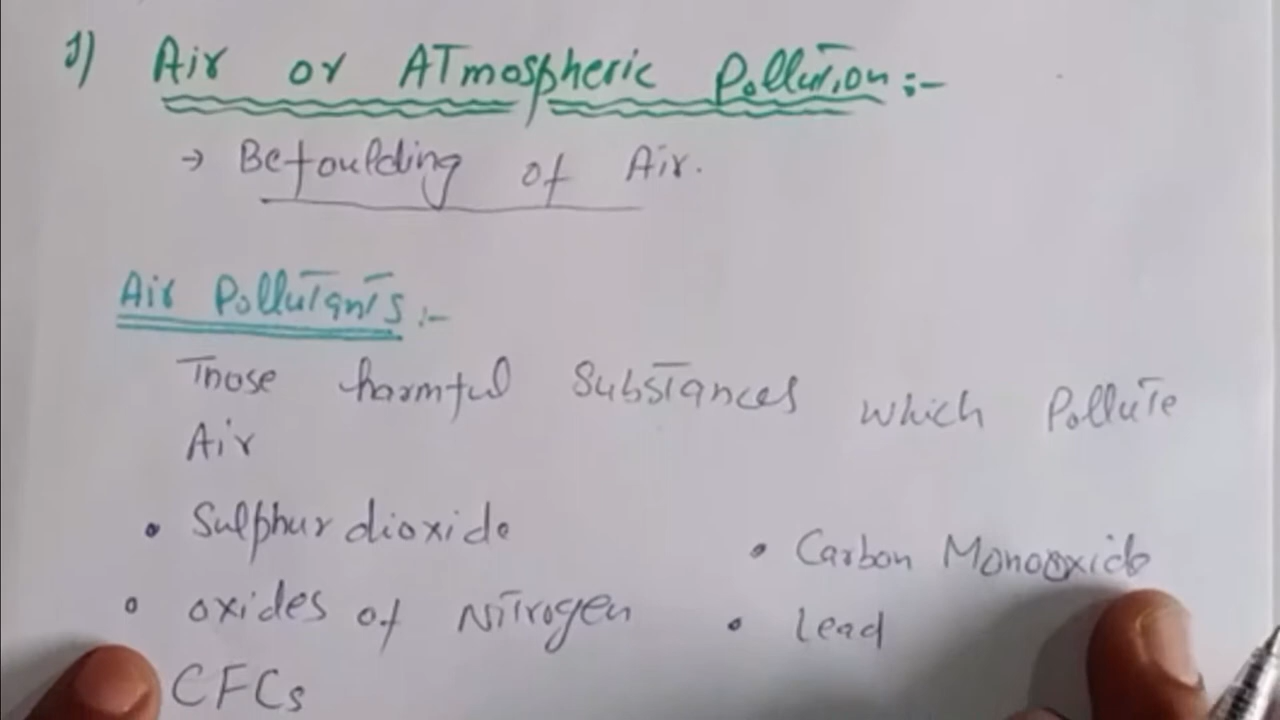 1) Air or ATmospheric Pollution :-
→ Befoulding of Air.
Air Pollutants :-
Those harmful Substances which Pollute
Air
• Sulphur dioxide
• Carbon Monooxide
• oxides of Nitrogen
• lead
CFCs